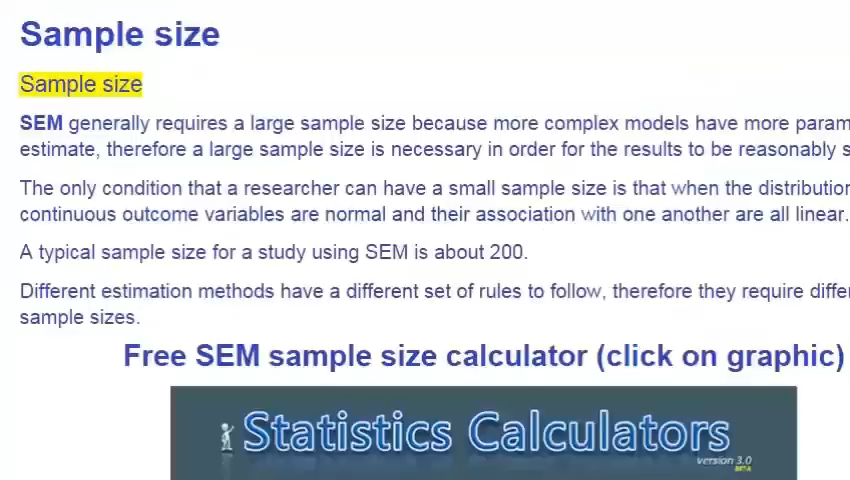 Sample size
Sample size
SEM generally requires a large sample size because more complex models have more param
estimate, therefore a large sample size is necessary in order for the results to be reasonably s
The only condition that a researcher can have a small sample size is that when the distribution
continuous outcome variables are normal and their association with one another are all linear.
A typical sample size for a study using SEM is about 200.
Different estimation methods have a different set of rules to follow, therefore they require differe
sample sizes.
Free SEM sample size calculator (click on graphic)
Statistics Calculators
version 3.0
BETA